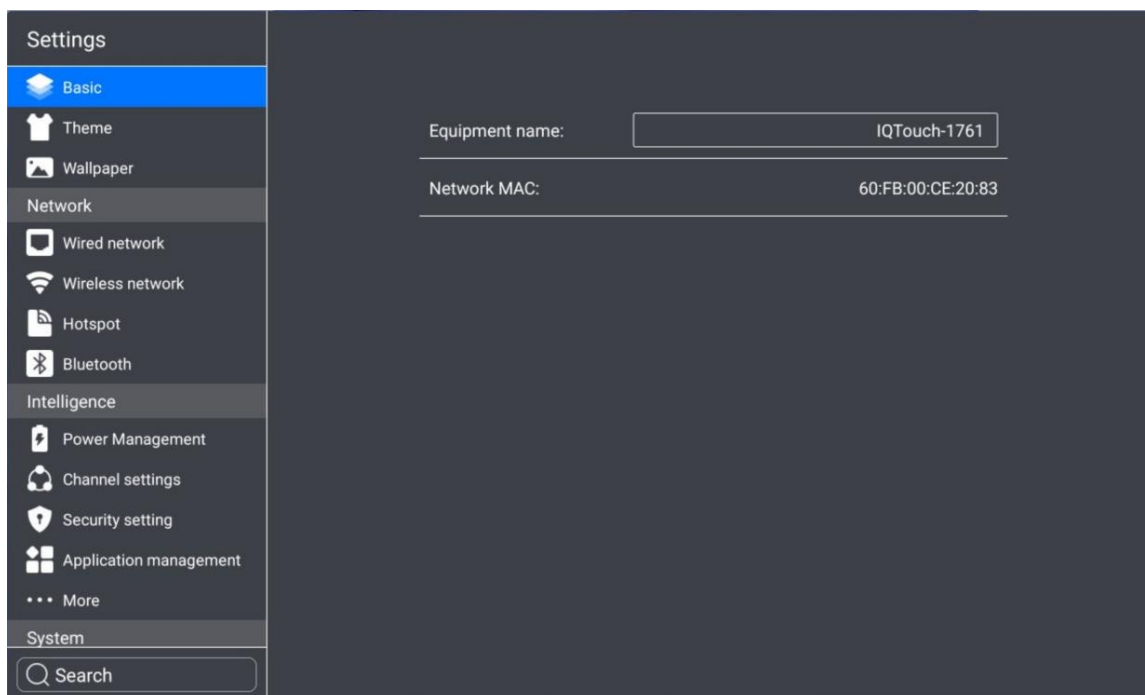 Settings
Basic
Theme
Wallpaper
Network
Wired network
Wireless network
Hotspot
Bluetooth
Intelligence
Power Management
Channel settings
Security setting
Application management
More
System
Search
Equipment name: IQTouch-1761
Network MAC: 60:FB:00:CE:20:83